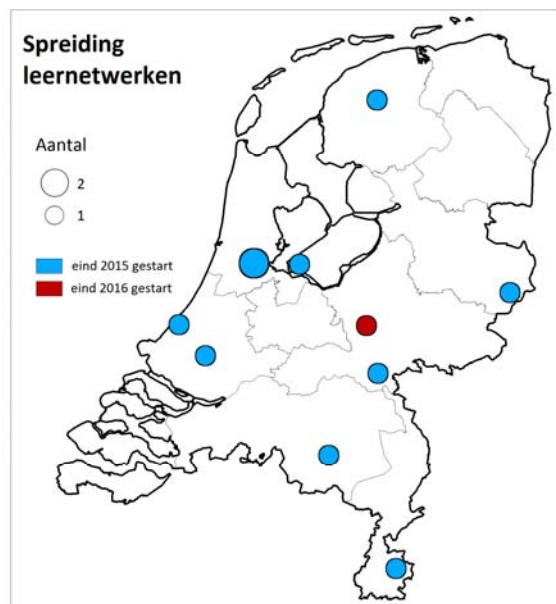 Spreiding
leernetwerken
Aantal
2
1
eind 2015 gestart
eind 2016 gestart